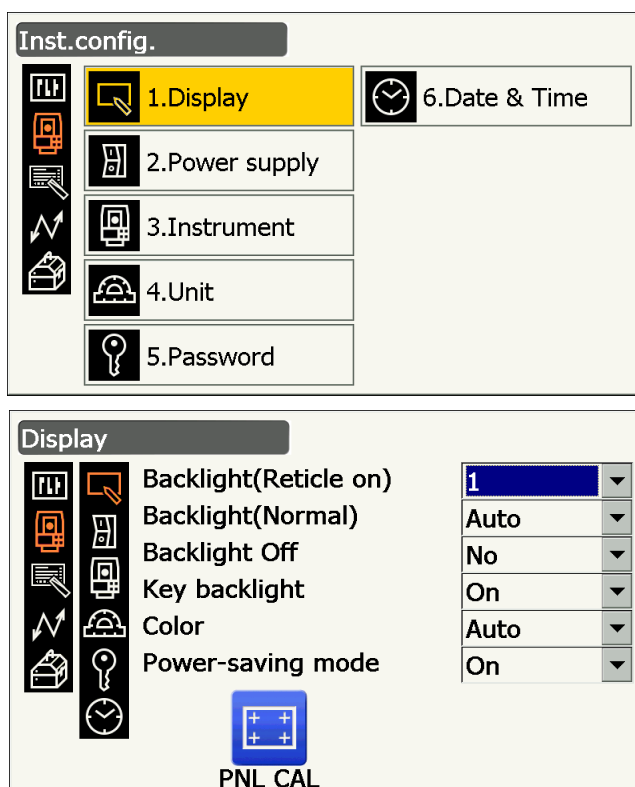 Inst.config.
1.Display
6.Date & Time
2.Power supply
3.Instrument
4.Unit
5.Password
Display
Backlight(Reticle on) 1
Backlight(Normal) Auto
Backlight Off No
Key backlight On
Color Auto
Power-saving mode On
PNL CAL